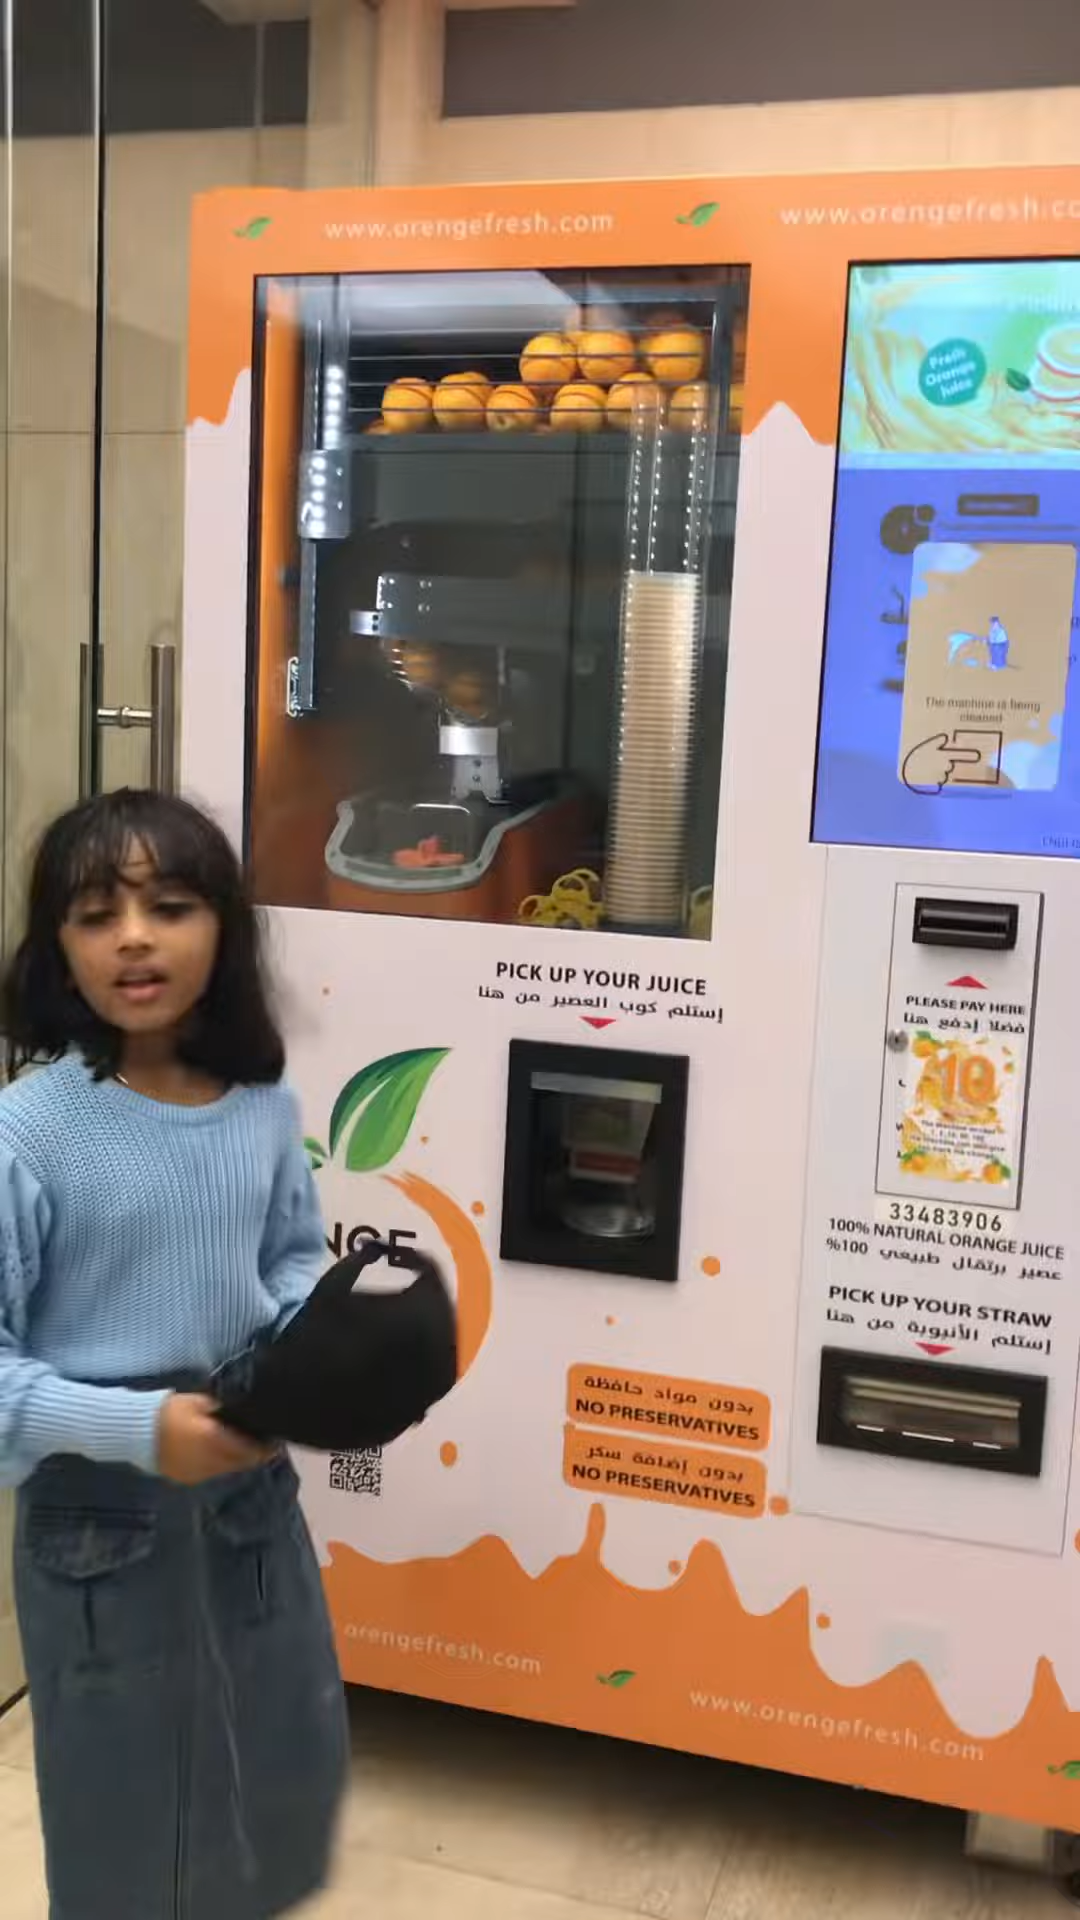 www.orengefresh.com
www.orengefresh.co
Fresh
Orange
Juice
The machine is being
cleaned
PICK UP YOUR JUICE
إستلم كوب العصير من هنا
PLEASE PAY HERE
فضلا إدفع هنا
10
33483906
100% NATURAL ORANGE JUICE
عصير برتقال طبيعي 100%
PICK UP YOUR STRAW
إستلم الأنبوبة من هنا
NGE
بدون مواد حافظة
NO PRESERVATIVES
بدون إضافة سكر
NO PRESERVATIVES
orengefresh.com
www.orengefresh.com